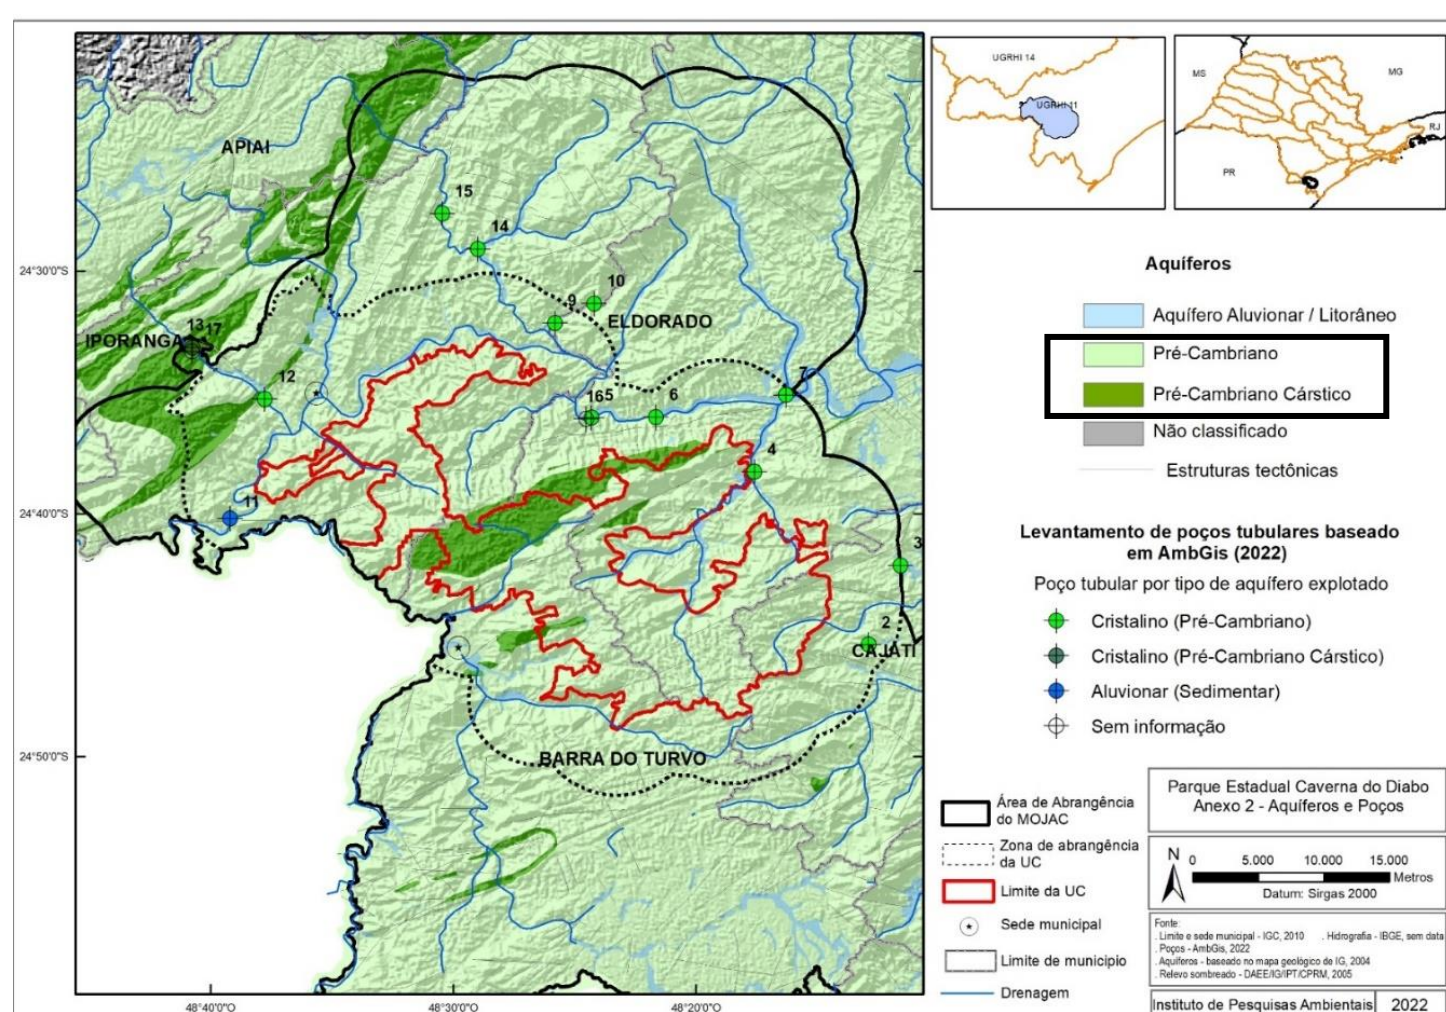 APIAI
15
14
10
9
ELDORADO
IPORANGA
13
17
12
16
5
6
7
4
11
3
2
CAJATI
BARRA DO TURVO
24°30'0"S
24°40'0"S
24°50'0"S
48°40'0"O
48°30'0"O
48°20'0"O
UGRHI 14
UGRHI 11
MS
MG
RJ
PR
Aquíferos
Aquífero Aluvionar / Litorâneo
Pré-Cambriano
Pré-Cambriano Cárstico
Não classificado
Estruturas tectônicas
Levantamento de poços tubulares baseado
em AmbGis (2022)
Poço tubular por tipo de aquífero explotado
Cristalino (Pré-Cambriano)
Cristalino (Pré-Cambriano Cárstico)
Aluvionar (Sedimentar)
Sem informação
Área de Abrangência
do MOJAC
Zona de abrangência
da UC
Limite da UC
Sede municipal
Limite de municipio
Drenagem
Parque Estadual Caverna do Diabo
Anexo 2 - Aquíferos e Poços
N
0 5.000 10.000 15.000
Metros
Datum: Sirgas 2000
Fonte:
. Limite e sede municipal - IGC, 2010 . Hidrografia - IBGE, sem data
. Poços - AmbGis, 2022
. Aquíferos - baseado no mapa geológico do IG, 2004
. Relevo sombreado - DAEE/IG/IPT/CPRM, 2005
Instituto de Pesquisas Ambientais 2022